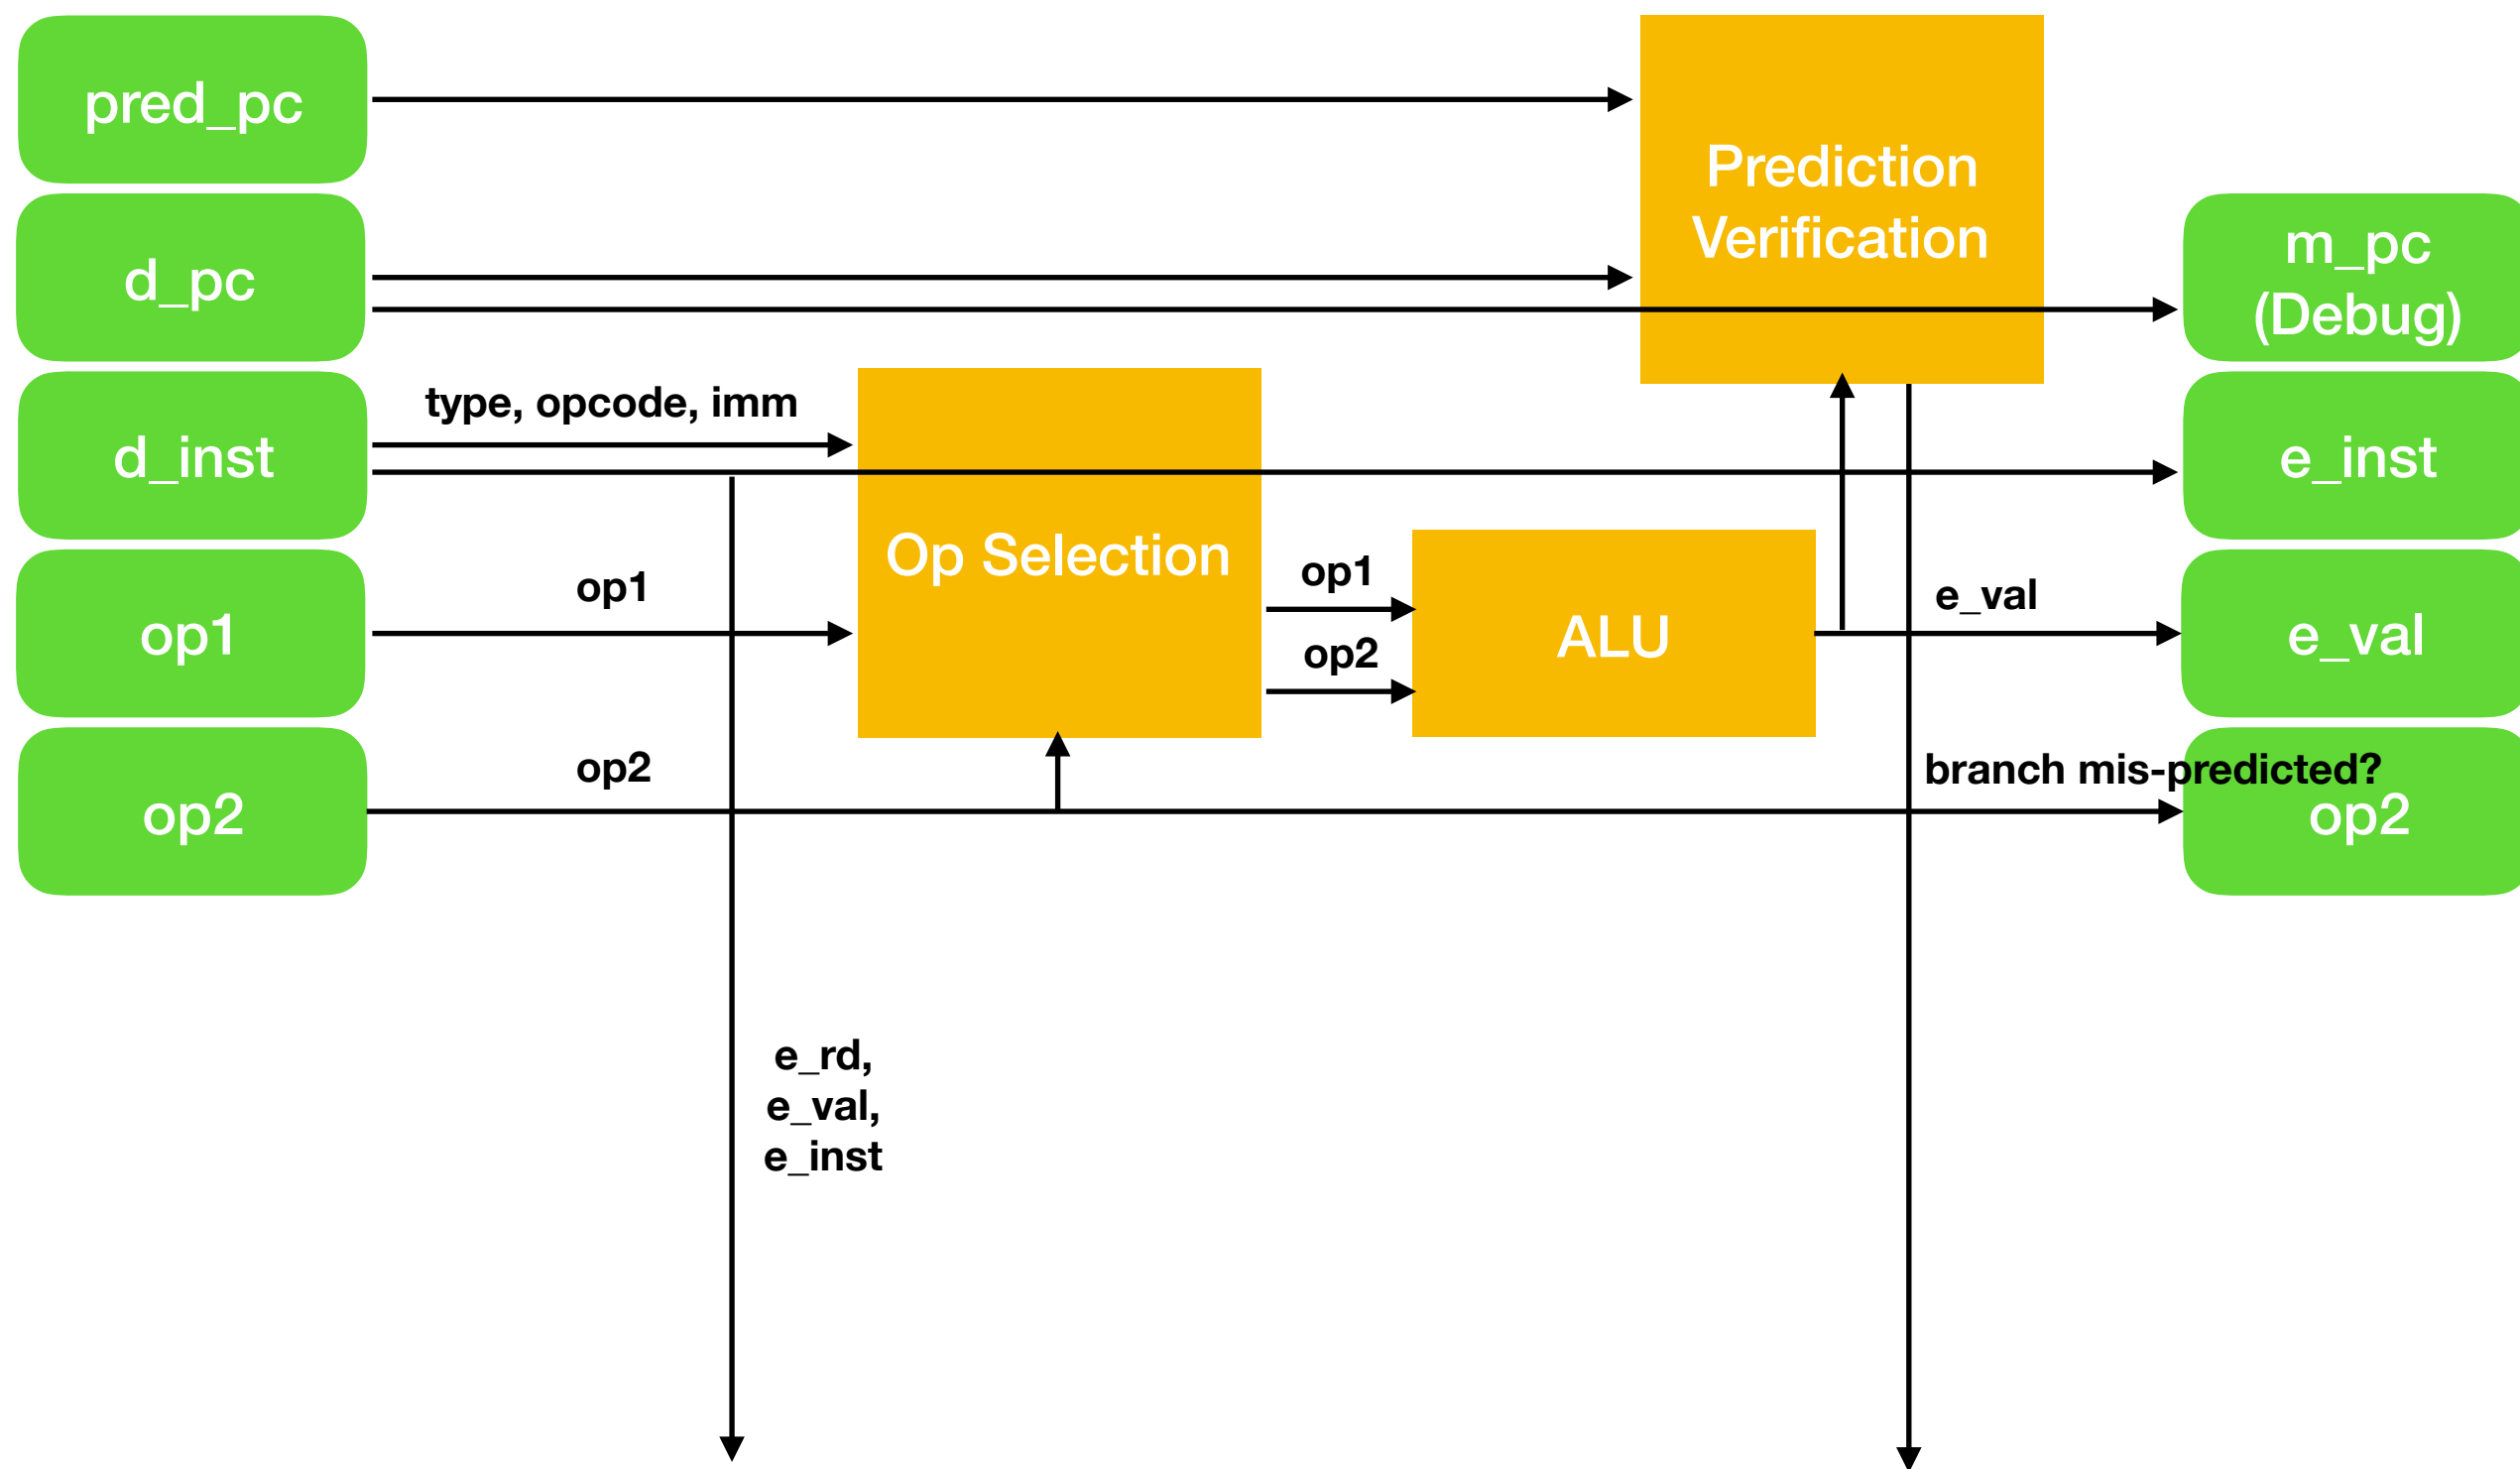 pred_pc
Prediction
Verification
d_pc
m_pc
(Debug)
type, opcode, imm
d_inst
e_inst
Op Selection
op1
op1
op1
ALU
e_val
e_val
op2
op2
op2
branch mis-predicted?
op2
e_rd,
e_val,
e_inst